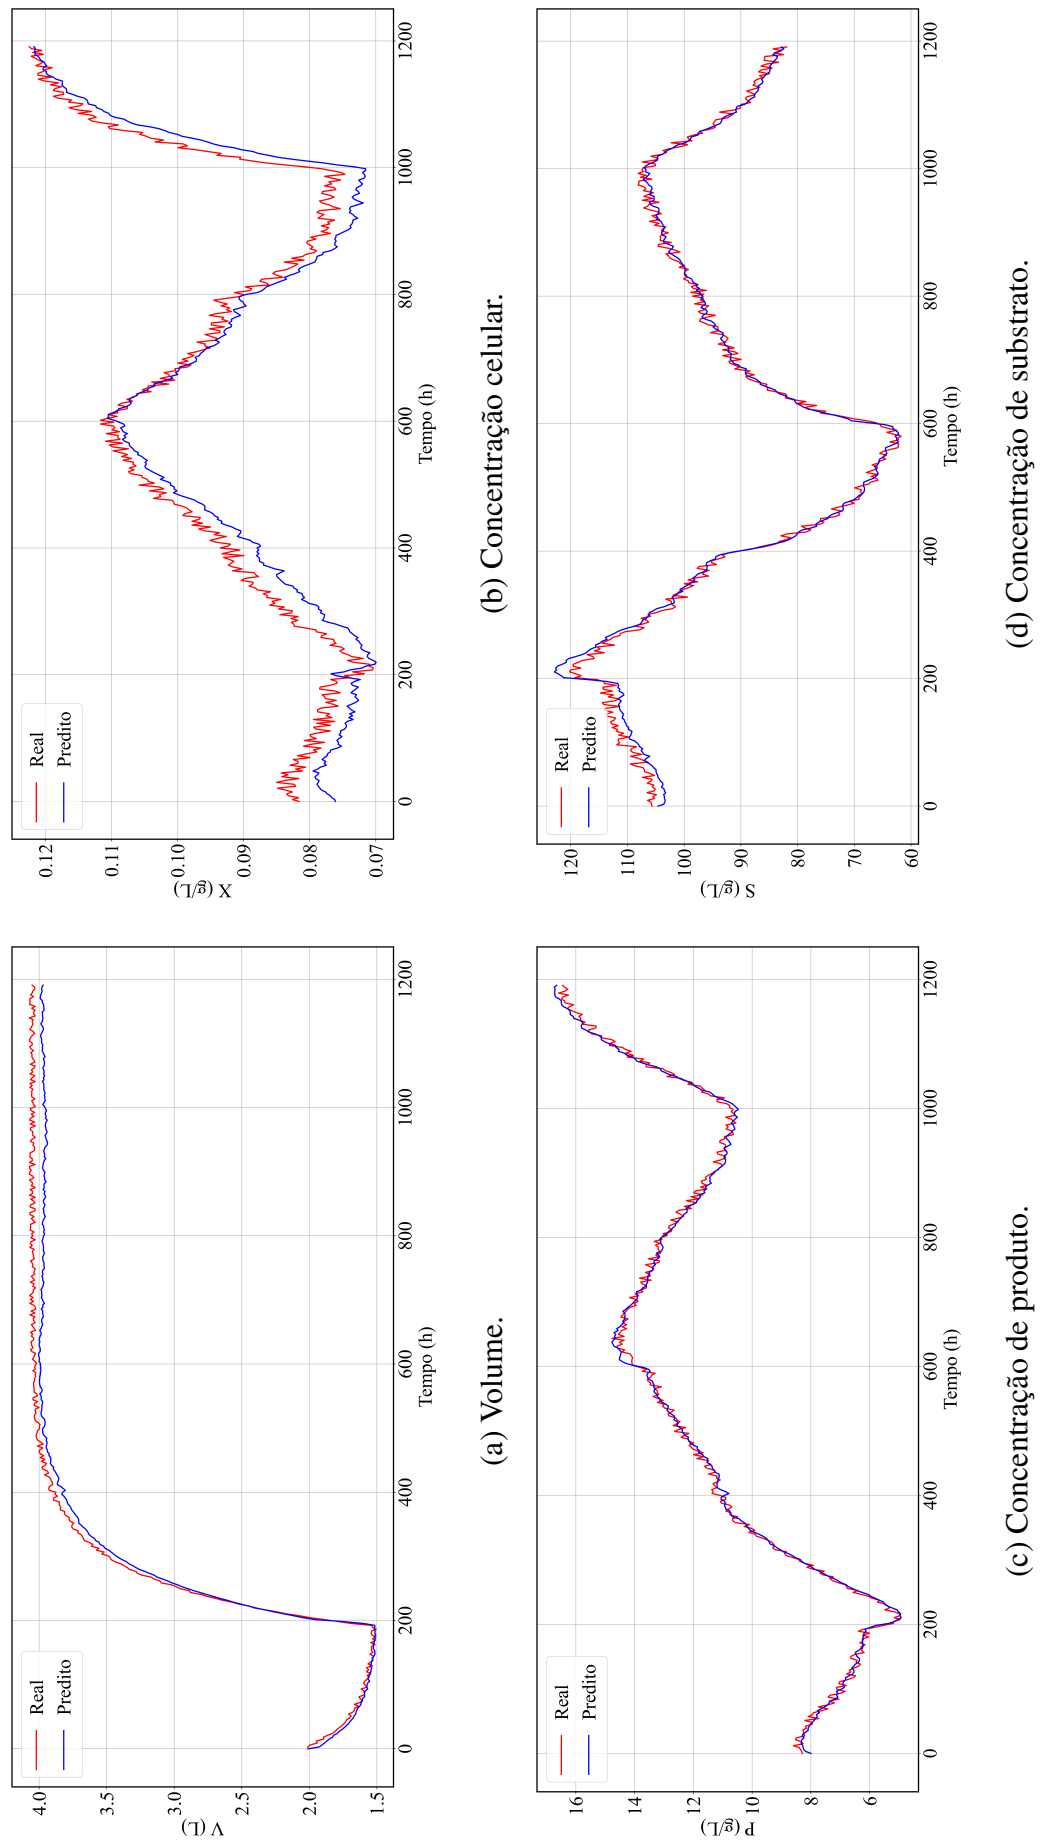 Real
Predito
4.0
3.5
3.0
2.5
2.0
1.5
V (L)
0 200 400 600 800 1000 1200
Tempo (h)
(a) Volume.
Real
Predito
0.12
0.11
0.10
0.09
0.08
0.07
X (g/L)
0 200 400 600 800 1000 1200
Tempo (h)
(b) Concentração celular.
Real
Predito
16
14
12
10
8
6
P (g/L)
0 200 400 600 800 1000 1200
Tempo (h)
(c) Concentração de produto.
Real
Predito
120
110
100
90
80
70
60
S (g/L)
0 200 400 600 800 1000 1200
Tempo (h)
(d) Concentração de substrato.